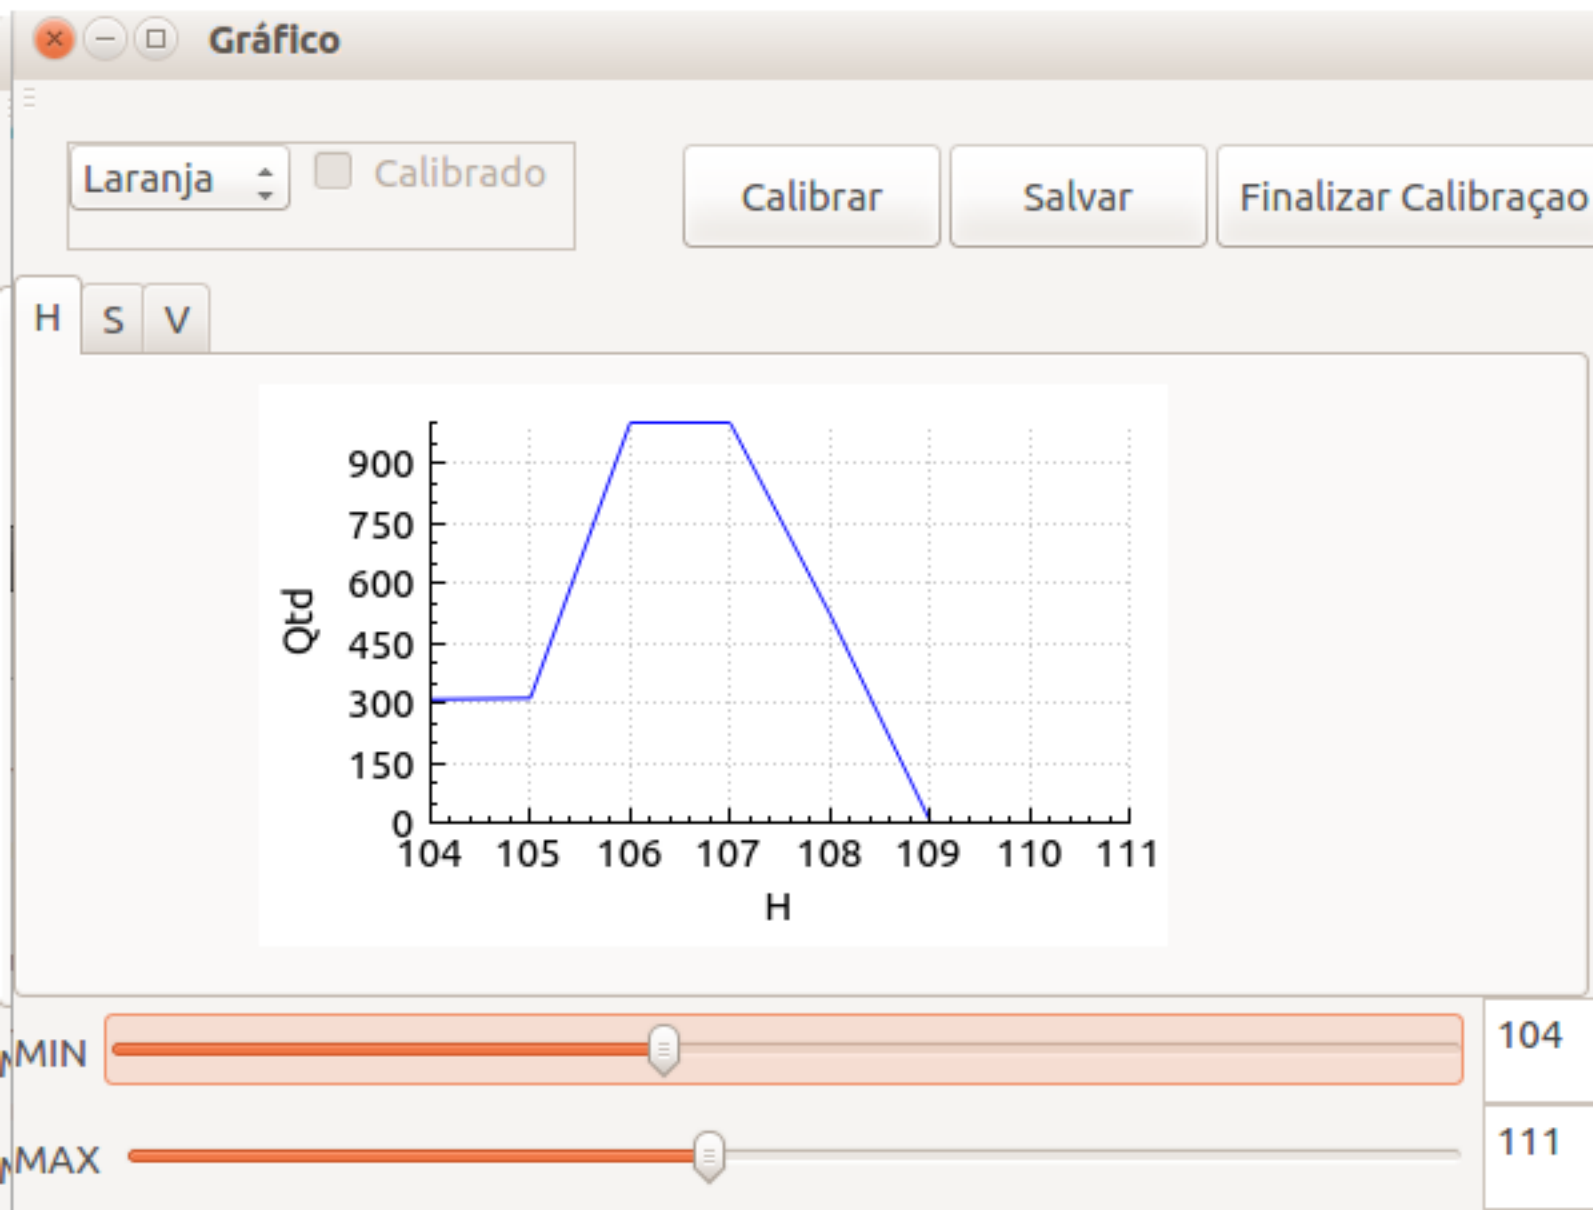 Gráfico
Laranja
Calibrado
Calibrar
Salvar
Finalizar Calibraçao
H
S
V
900
750
600
450
300
150
0
Qtd
104 105 106 107 108 109 110 111
H
MIN
104
MAX
111